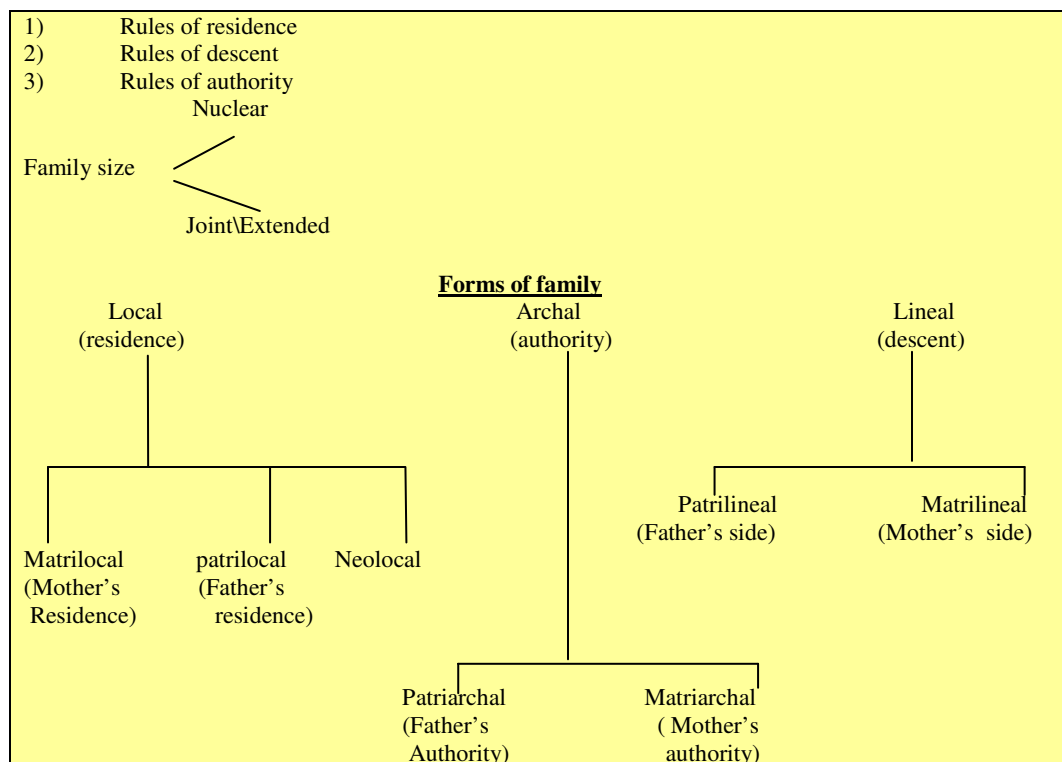 1) Rules of residence
2) Rules of descent
3) Rules of authority
Nuclear
Family size
Joint\Extended
Forms of family
Local Archal Lineal
(residence) (authority) (descent)
Patrilineal Matrilineal
(Father's side) (Mother's side)
Matrilocal patrilocal Neolocal
(Mother's (Father's
Residence) residence)
Patriarchal Matriarchal
(Father's ( Mother's
Authority) authority)